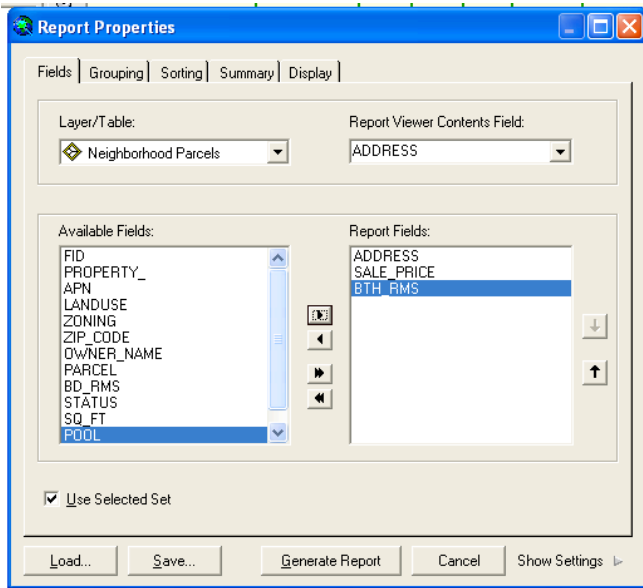 Report Properties
Fields Grouping Sorting Summary Display
Layer/Table: Report Viewer Contents Field:
Neighborhood Parcels ADDRESS
Available Fields: Report Fields:
FID ADDRESS
PROPERTY_ SALE_PRICE
APN BTH_RMS
LANDUSE
ZONING
ZIP_CODE
OWNER_NAME
PARCEL
BD_RMS
STATUS
SQ_FT
POOL
Use Selected Set
Load... Save... Generate Report Cancel Show Settings